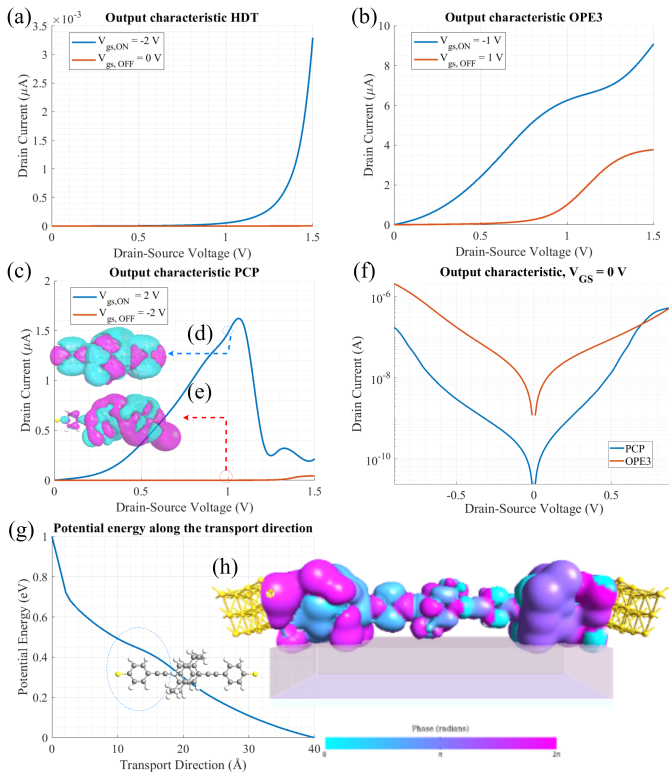 (a)
Output characteristic HDT
×10⁻³
V_gs,ON = -2 V
V_gs, OFF = 0 V
3.5
3
2.5
2
1.5
1
0.5
0
0
0.5
1
1.5
Drain Current (μA)
Drain-Source Voltage (V)
(b)
Output characteristic OPE3
V_gs,ON = -1 V
V_gs, OFF = 1 V
10
8
6
4
2
0
0
0.5
1
1.5
Drain Current (μA)
Drain-Source Voltage (V)
(c)
Output characteristic PCP
V_gs,ON = 2 V
V_gs, OFF = -2 V
(d)
(e)
2
1.5
1
0.5
0
0
0.5
1
1.5
Drain Current (μA)
Drain-Source Voltage (V)
(f)
Output characteristic, V_GS = 0 V
10⁻⁶
10⁻⁸
10⁻¹⁰
-0.5
0
0.5
Drain Current (A)
Drain-Source Voltage (V)
PCP
OPE3
(g)
Potential energy along the transport direction
1
0.8
0.6
0.4
0.2
0
0
10
20
30
40
Potential Energy (eV)
Transport Direction (Å)
(h)
Phase (radians)
0
π
2π